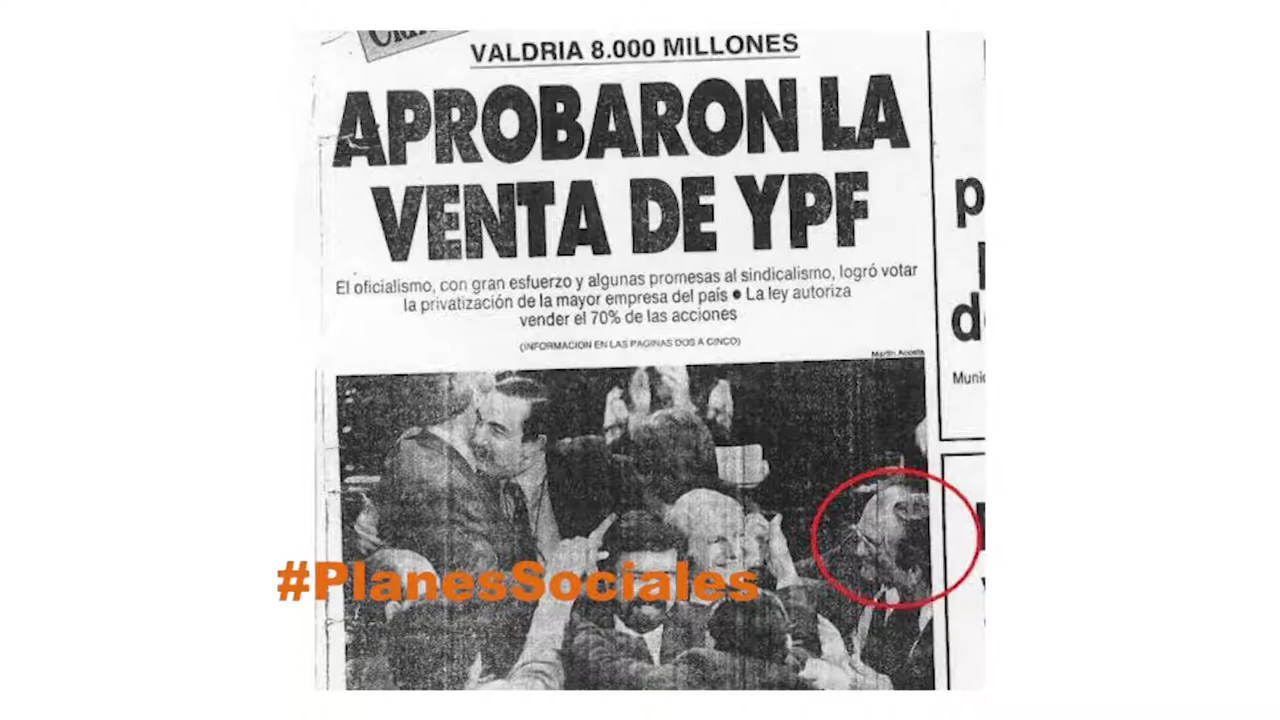 VALDRIA 8.000 MILLONES
APROBARON LA
VENTA DE YPF
El oficialismo, con gran esfuerzo y algunas promesas al sindicalismo, logró votar
la privatización de la mayor empresa del país ● La ley autoriza
vender el 70% de las acciones
(INFORMACION EN LAS PAGINAS DOS A CINCO)
Martín Acosta
#PlanesSociales
p
d
Munic